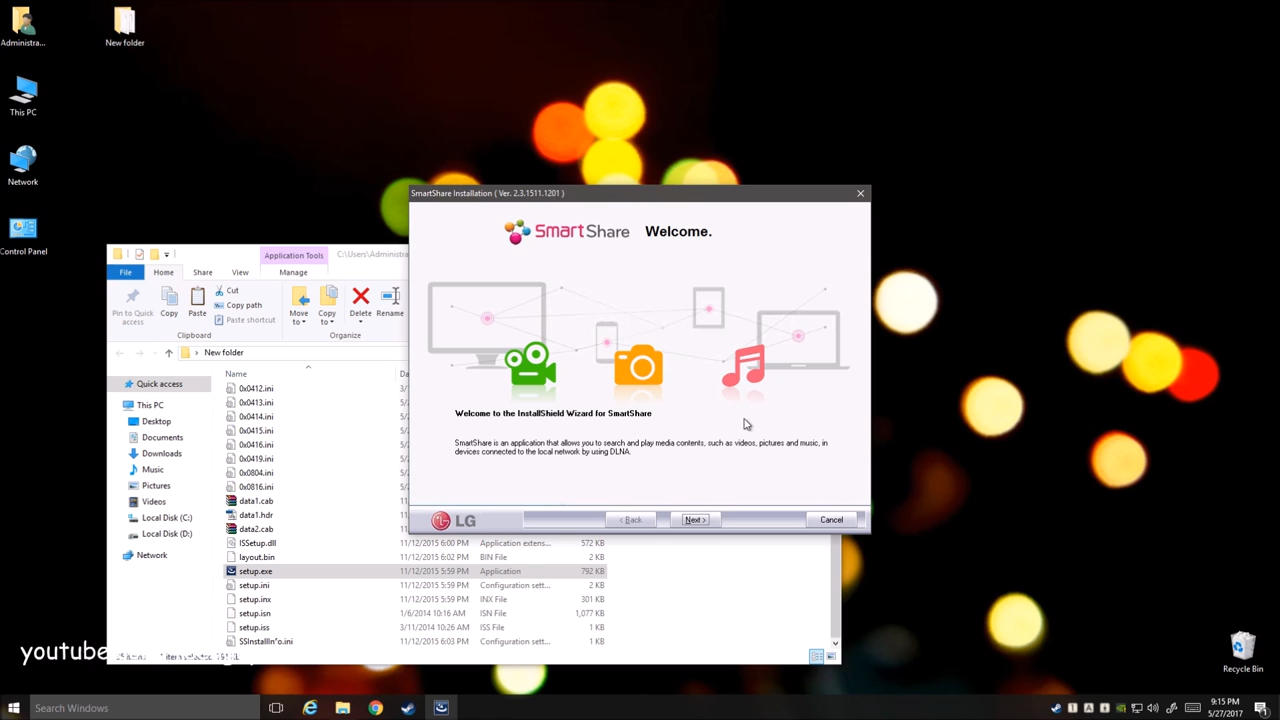 Administra...
New folder
This PC
Network
Control Panel
SmartShare Installation ( Ver. 2.3.1511.1201 )
SmartShare Welcome.
Welcome to the InstallShield Wizard for SmartShare
SmartShare is an application that allows you to search and play media contents, such as videos, pictures and music, in
devices connected to the local network by using DLNA.
LG
< Back
Next >
Cancel
Application Tools
C:\Users\Administra
File
Home
Share
View
Manage
Pin to Quick
access
Copy
Paste
Cut
Copy path
Paste shortcut
Move
to
Copy
to
Delete
Rename
Clipboard
Organize
New folder
Name
Quick access
This PC
Desktop
Documents
Downloads
Music
Pictures
Videos
Local Disk (C:)
Local Disk (D:)
Network
0x0412.ini
0x0413.ini
0x0414.ini
0x0415.ini
0x0416.ini
0x0419.ini
0x0804.ini
0x0816.ini
data1.cab
data1.hdr
data2.cab
ISSetup.dll 11/12/2015 6:00 PM Application extens... 572 KB
layout.bin 11/12/2015 6:02 PM BIN File 2 KB
setup.exe 11/12/2015 5:59 PM Application 792 KB
setup.ini 11/12/2015 5:59 PM Configuration sett... 2 KB
setup.inx 11/12/2015 5:59 PM INX File 301 KB
setup.isn 1/6/2014 10:16 AM ISN File 1,077 KB
setup.iss 3/11/2014 10:26 AM ISS File 1 KB
11/12/2015 6:03 PM Configuration sett... 1 KB
youtube
Recycle Bin
Search Windows
9:15 PM
5/27/2017